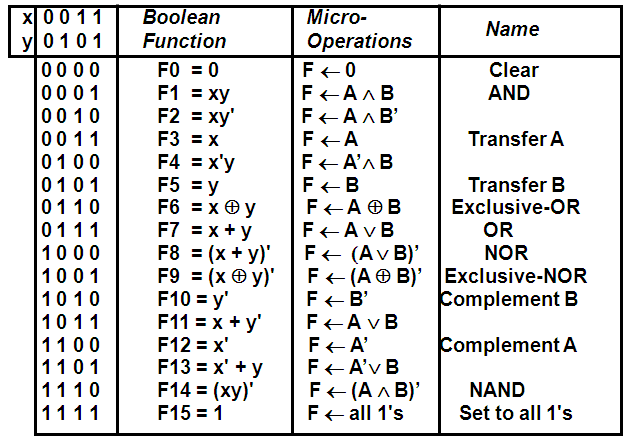 x 0 0 1 1 Boolean Micro- Name
y 0 1 0 1 Function Operations
0 0 0 0 F0 = 0 F ← 0 Clear
0 0 0 1 F1 = xy F ← A ∧ B AND
0 0 1 0 F2 = xy' F ← A ∧ B’
0 0 1 1 F3 = x F ← A Transfer A
0 1 0 0 F4 = x'y F ← A’∧ B
0 1 0 1 F5 = y F ← B Transfer B
0 1 1 0 F6 = x ⊕ y F ← A ⊕ B Exclusive-OR
0 1 1 1 F7 = x + y F ← A ∨ B OR
1 0 0 0 F8 = (x + y)' F ← (A ∨ B)’ NOR
1 0 0 1 F9 = (x ⊕ y)' F ← (A ⊕ B)’ Exclusive-NOR
1 0 1 0 F10 = y' F ← B’ Complement B
1 0 1 1 F11 = x + y' F ← A ∨ B
1 1 0 0 F12 = x' F ← A’ Complement A
1 1 0 1 F13 = x' + y F ← A’∨ B
1 1 1 0 F14 = (xy)' F ← (A ∧ B)’ NAND
1 1 1 1 F15 = 1 F ← all 1's Set to all 1's